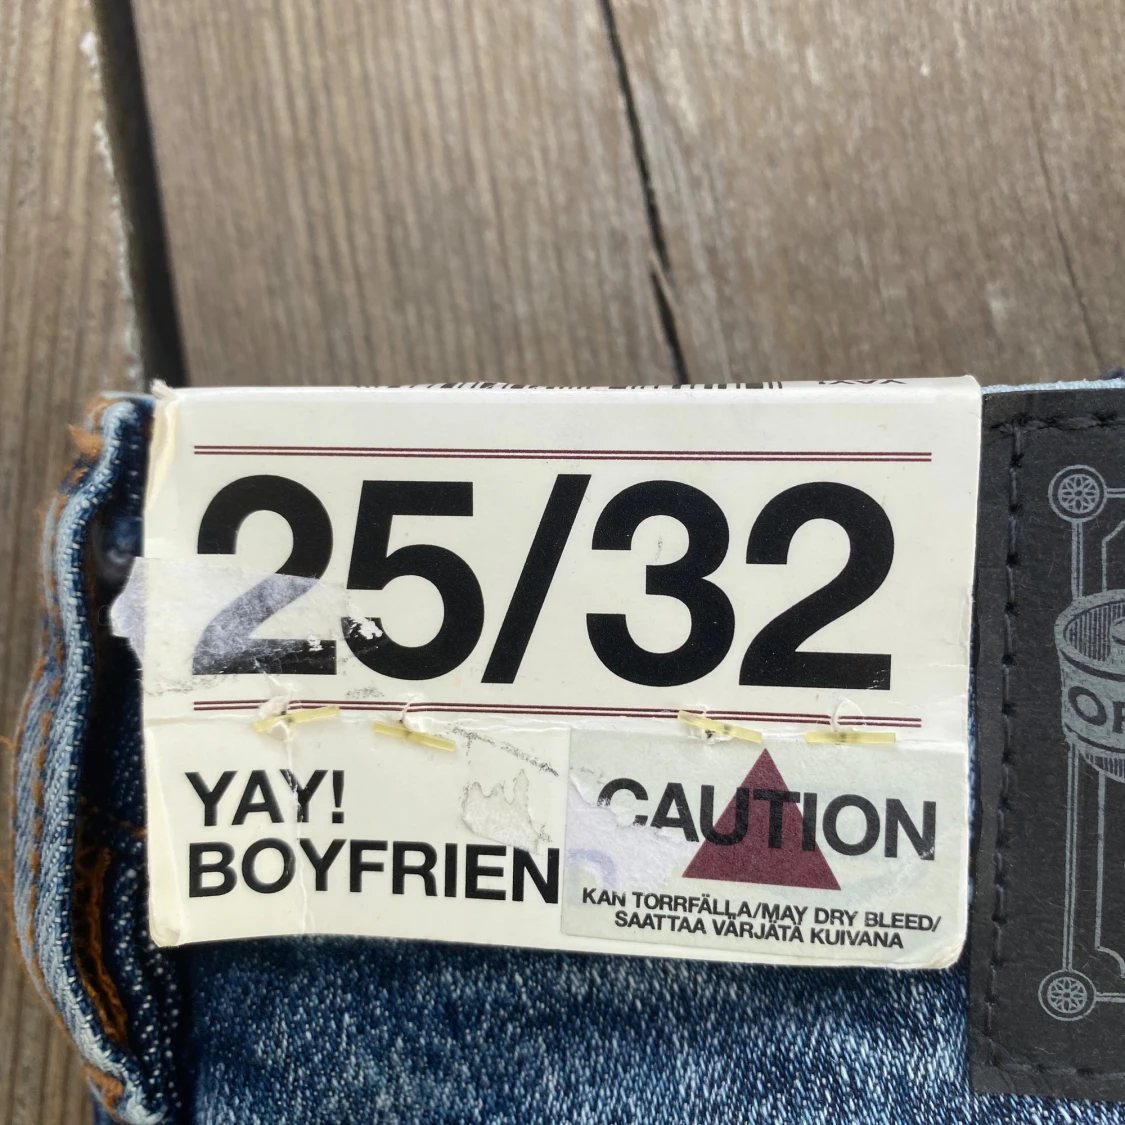 25/32
YAY!
BOYFRIEN
CAUTION
KAN TORRFÄLLA/MAY DRY BLEED/
SAATTAA VÄRJÄTÄ KUIVANA